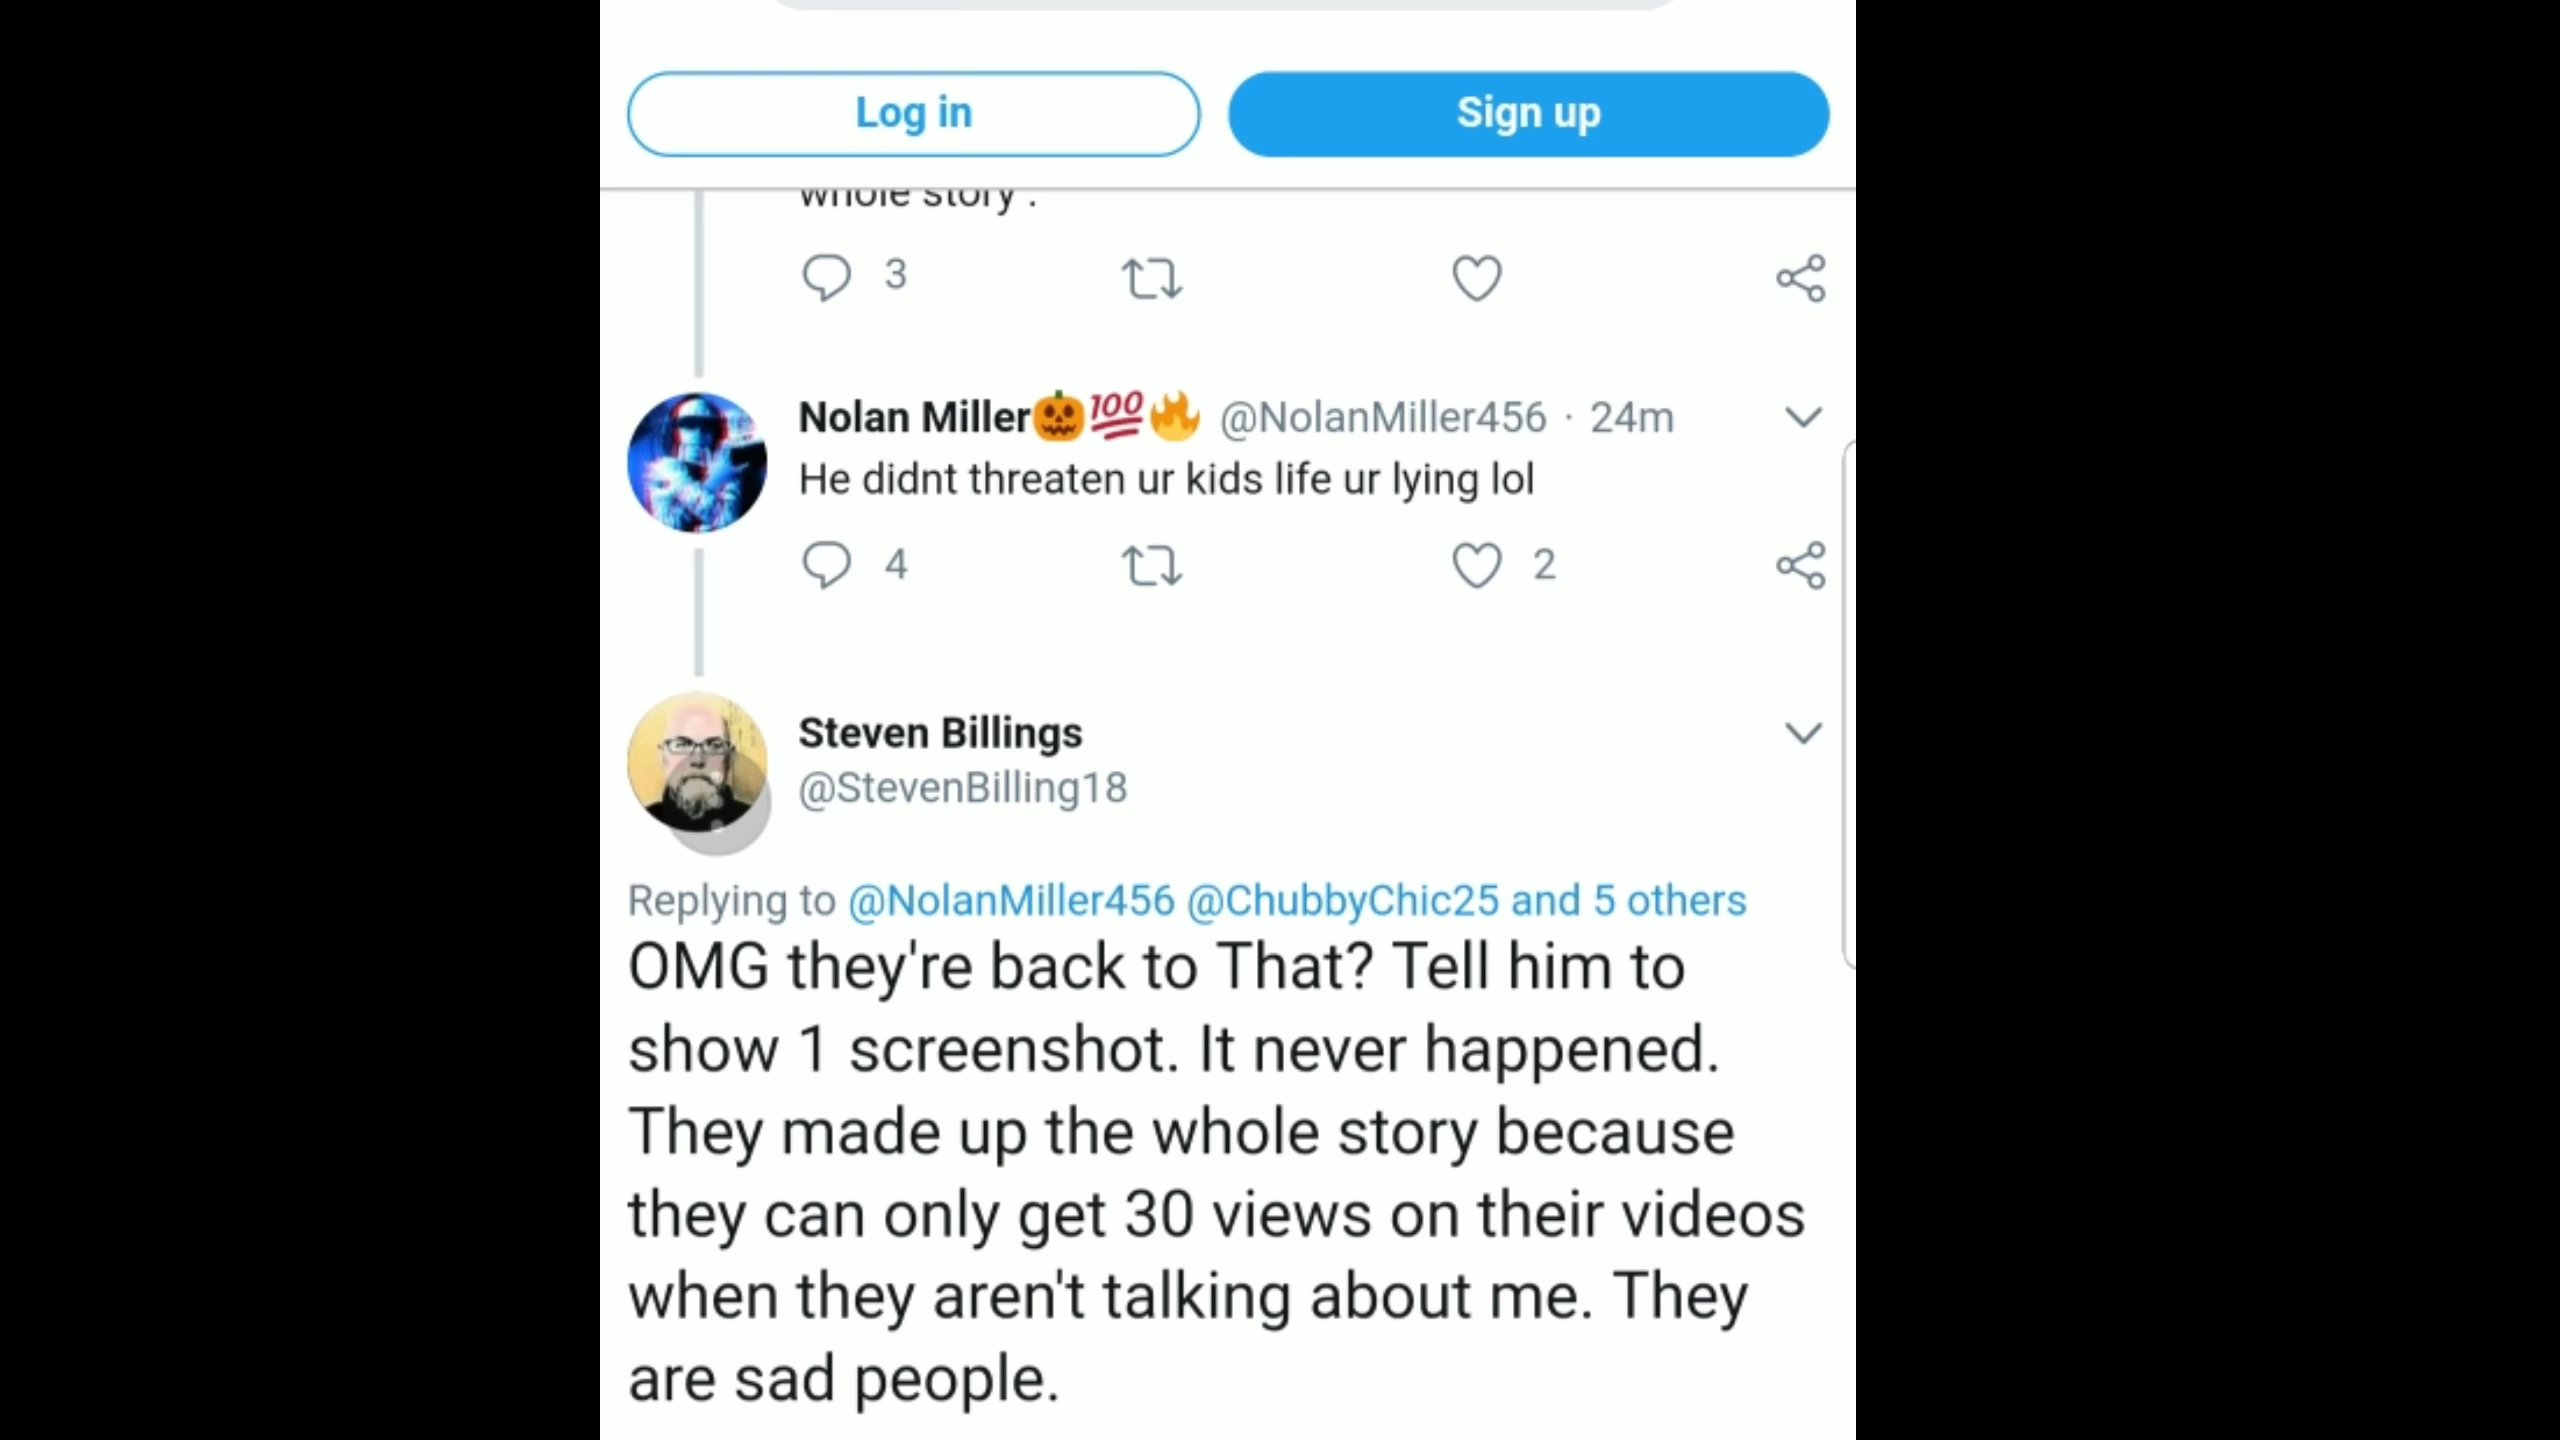 Log in
Sign up
whole story .
3
Nolan Miller🎃💯🔥 @NolanMiller456 · 24m
He didnt threaten ur kids life ur lying lol
4
2
Steven Billings
@StevenBilling18
Replying to @NolanMiller456 @ChubbyChic25 and 5 others
OMG they're back to That? Tell him to
show 1 screenshot. It never happened.
They made up the whole story because
they can only get 30 views on their videos
when they aren't talking about me. They
are sad people.